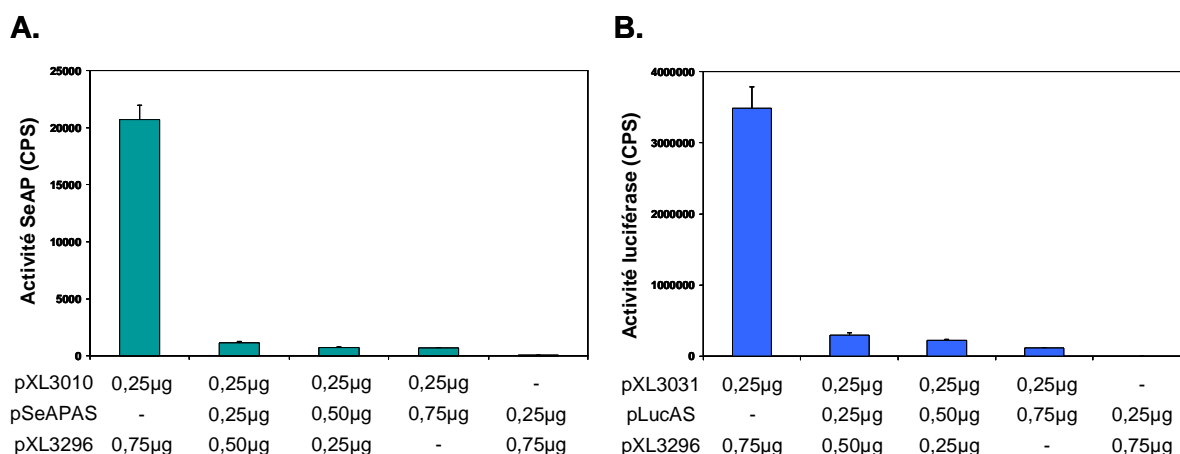 A.
B.
Activité SeAP (CPS)
25000
20000
15000
10000
5000
0
pXL3010 0,25µg 0,25µg 0,25µg 0,25µg -
pSeAPAS - 0,25µg 0,50µg 0,75µg 0,25µg
pXL3296 0,75µg 0,50µg 0,25µg - 0,75µg
Activité luciférase (CPS)
4000000
3000000
2000000
1000000
0
pXL3031 0,25µg 0,25µg 0,25µg 0,25µg -
pLucAS - 0,25µg 0,50µg 0,75µg 0,25µg
pXL3296 0,75µg 0,50µg 0,25µg - 0,75µg